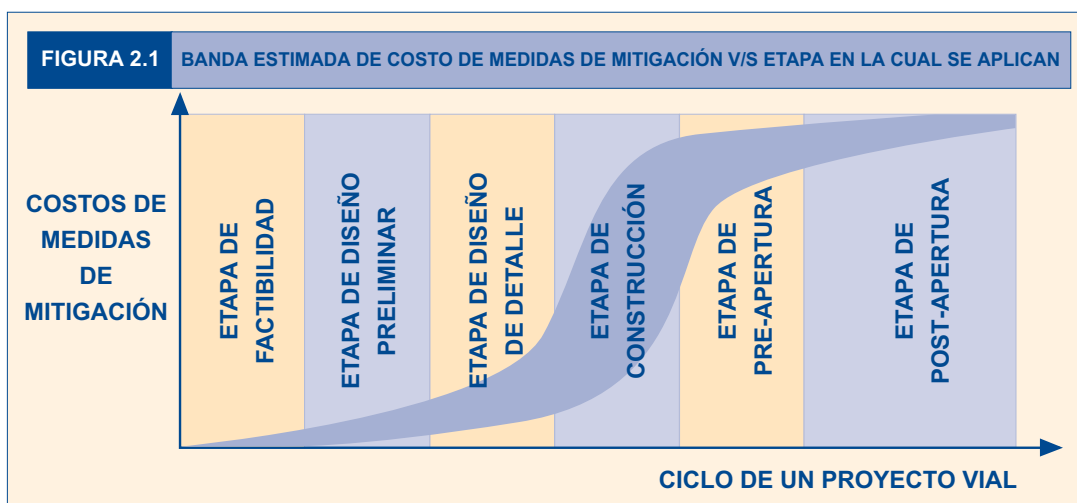 FIGURA 2.1
BANDA ESTIMADA DE COSTO DE MEDIDAS DE MITIGACIÓN V/S ETAPA EN LA CUAL SE APLICAN
COSTOS DE
MEDIDAS
DE
MITIGACIÓN
ETAPA DE
FACTIBILIDAD
ETAPA DE DISEÑO
PRELIMINAR
ETAPA DE DISEÑO
DE DETALLE
ETAPA DE
CONSTRUCCIÓN
ETAPA DE
PRE-APERTURA
ETAPA DE
POST-APERTURA
CICLO DE UN PROYECTO VIAL